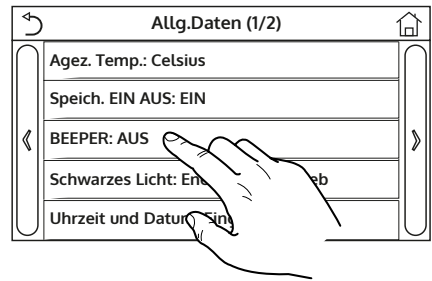 Allg.Daten (1/2)
Agez. Temp.: Celsius
Speich. EIN AUS: EIN
BEEPER: AUS
Schwarzes Licht:
Uhrzeit und Datum